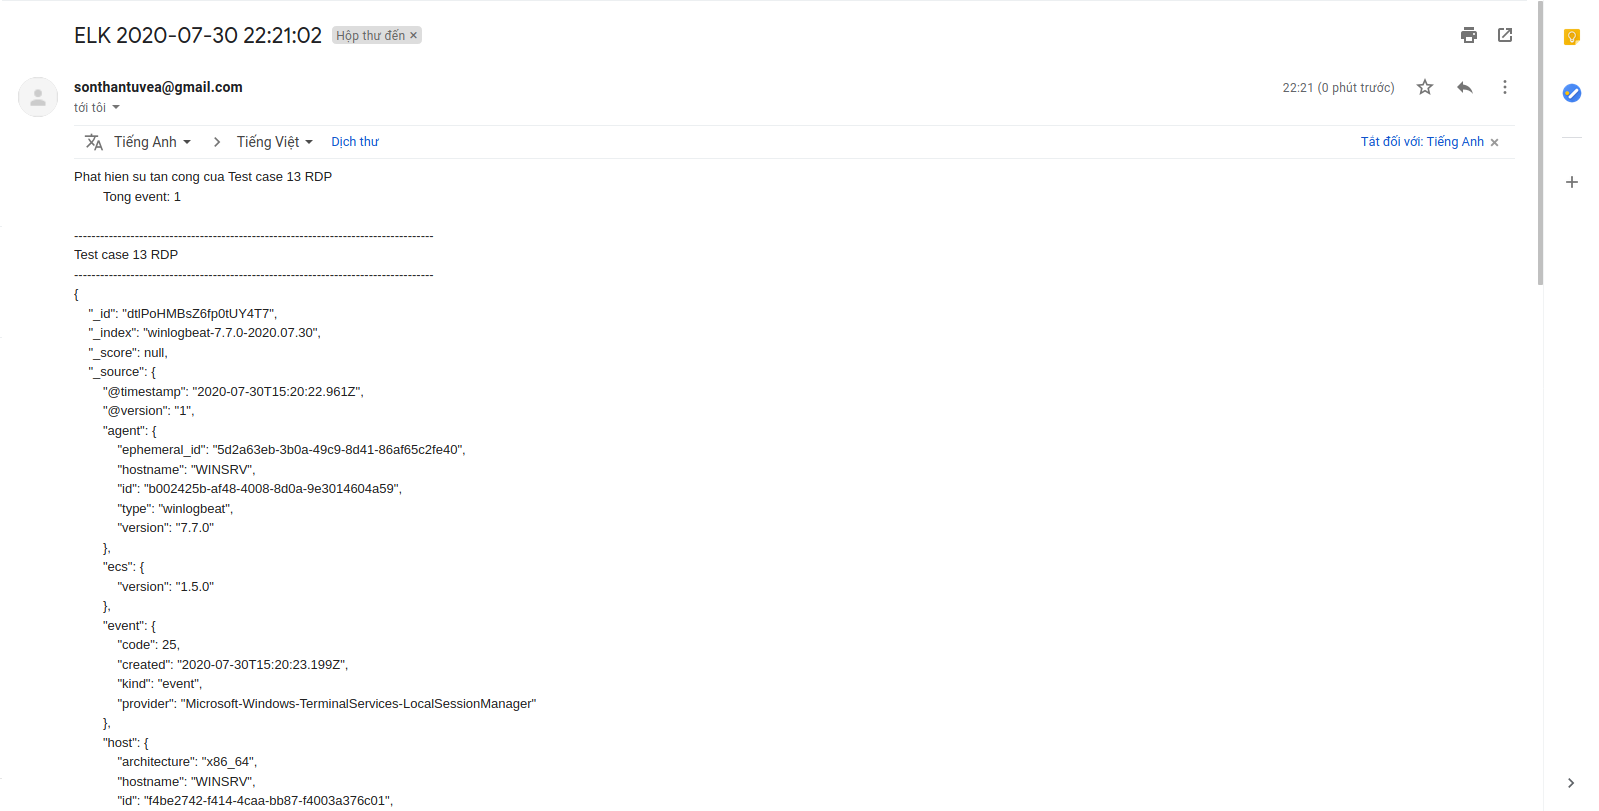 ELK 2020-07-30 22:21:02 Hộp thư đến ×
sonthantuvea@gmail.com 22:21 (0 phút trước)
tới tôi
Tiếng Anh > Tiếng Việt Dịch thư Tắt đối với: Tiếng Anh ×
Phat hien su tan cong cua Test case 13 RDP
Tong event: 1
-----------------------------------------------------------------------------------
Test case 13 RDP
-----------------------------------------------------------------------------------
{
"_id": "dtlPoHMBsZ6fp0tUY4T7",
"_index": "winlogbeat-7.7.0-2020.07.30",
"_score": null,
"_source": {
"@timestamp": "2020-07-30T15:20:22.961Z",
"@version": "1",
"agent": {
"ephemeral_id": "5d2a63eb-3b0a-49c9-8d41-86af65c2fe40",
"hostname": "WINSRV",
"id": "b002425b-af48-4008-8d0a-9e3014604a59",
"type": "winlogbeat",
"version": "7.7.0"
},
"ecs": {
"version": "1.5.0"
},
"event": {
"code": 25,
"created": "2020-07-30T15:20:23.199Z",
"kind": "event",
"provider": "Microsoft-Windows-TerminalServices-LocalSessionManager"
},
"host": {
"architecture": "x86_64",
"hostname": "WINSRV",
"id": "f4be2742-f414-4caa-bb87-f4003a376c01",